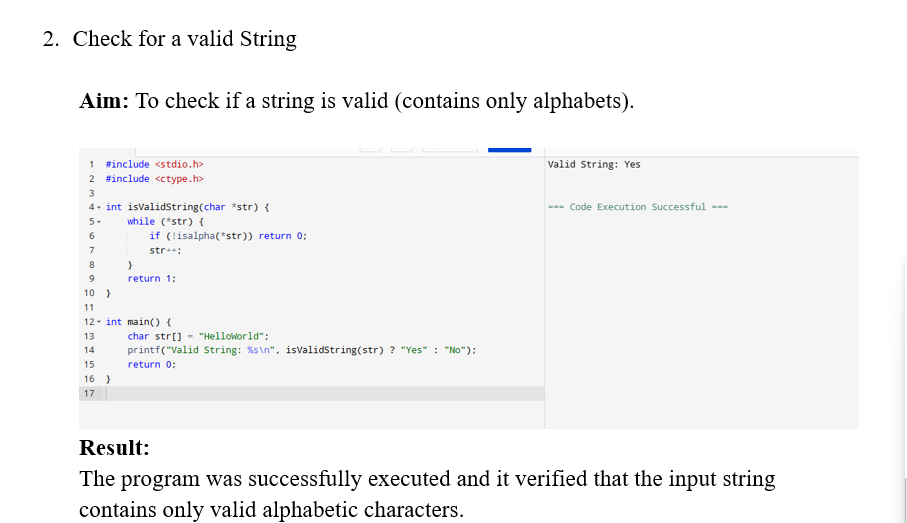 2. Check for a valid String
Aim: To check if a string is valid (contains only alphabets).
1 #include <stdio.h>
2 #include <ctype.h>
3
4- int isValidString(char *str) {
5-     while (*str) {
6         if (!isalpha(*str)) return 0;
7         str++;
8     }
9     return 1;
10 }
11
12- int main() {
13     char str[] = "HelloWorld";
14     printf("Valid String: %s\n", isValidString(str) ? "Yes" : "No");
15     return 0;
16 }
17
Valid String: Yes
=== Code Execution Successful ===
Result:
The program was successfully executed and it verified that the input string
contains only valid alphabetic characters.